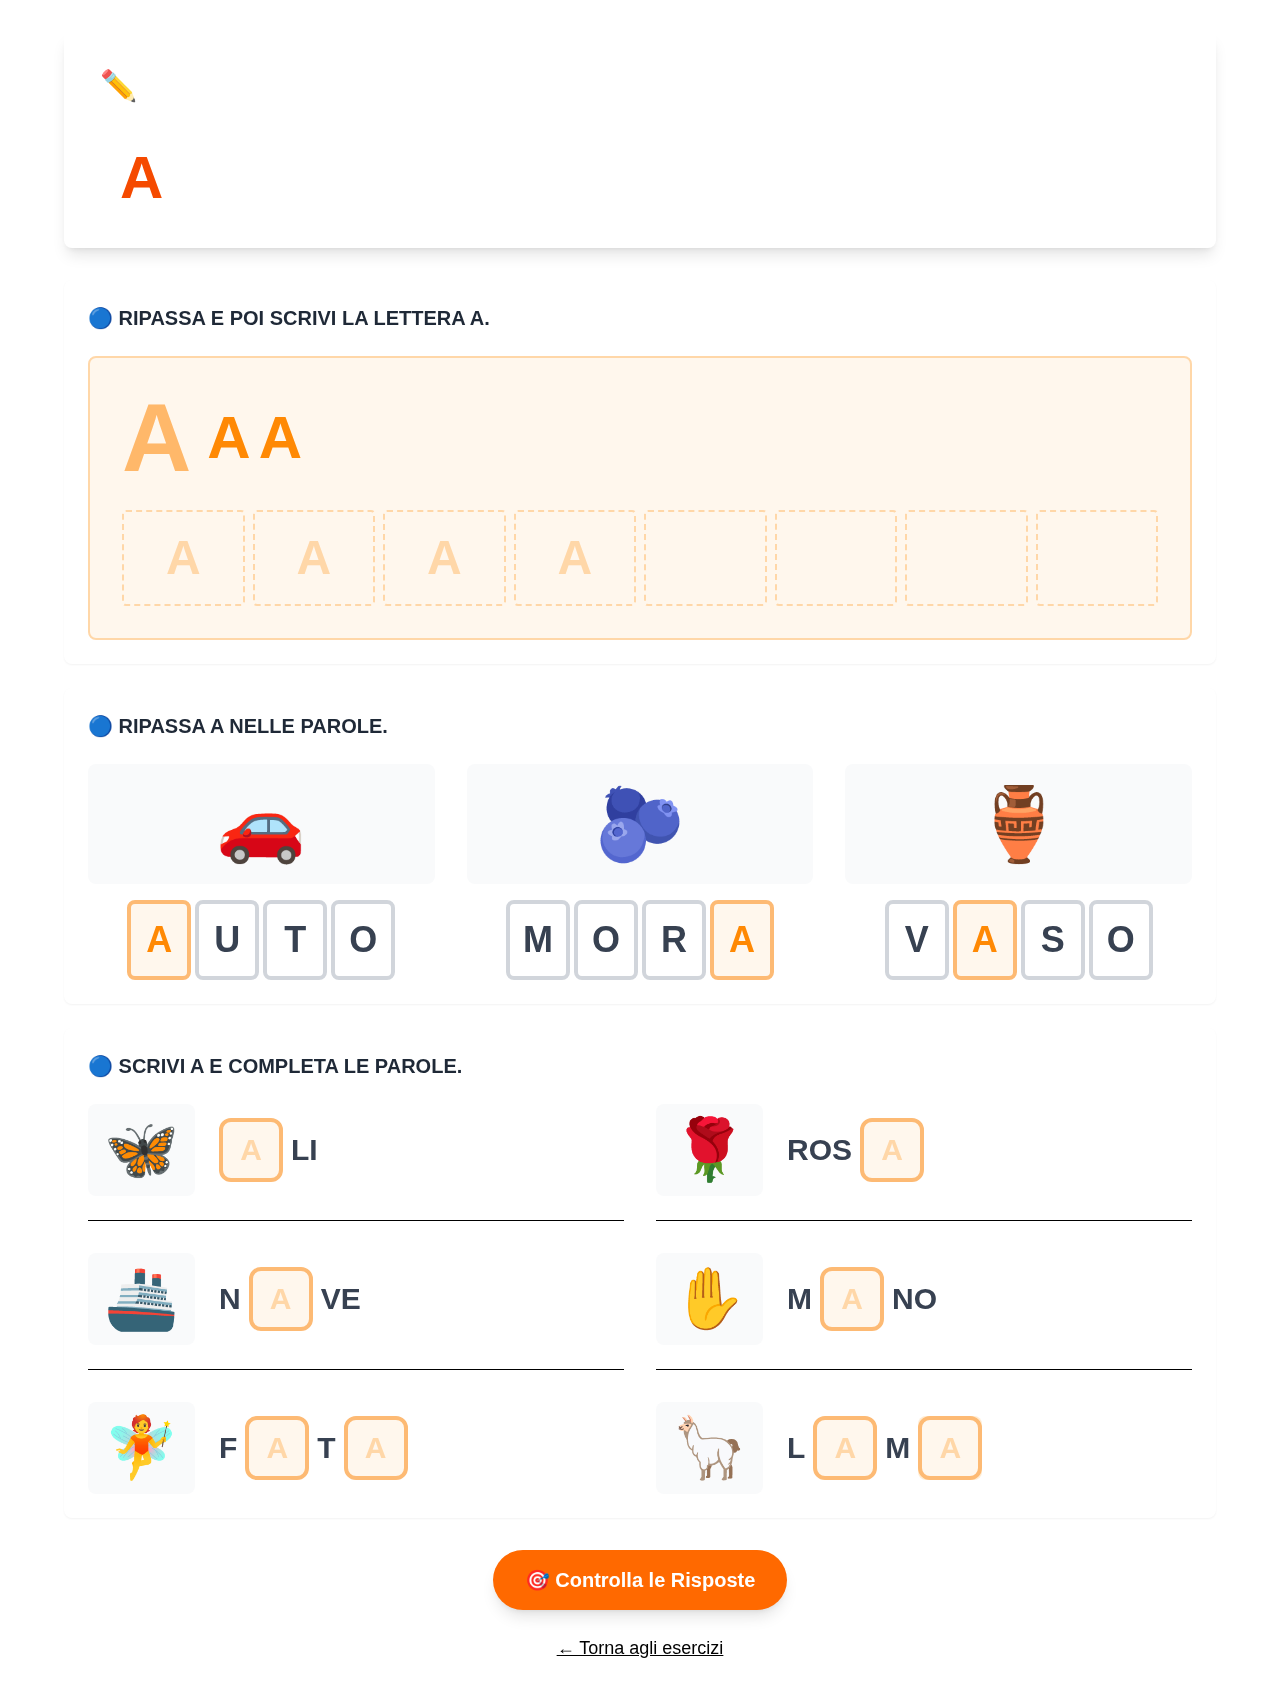 A
RIPASSA E POI SCRIVI LA LETTERA A.
A A A
A A A A
RIPASSA A NELLE PAROLE.
A U T O
M O R A
V A S O
SCRIVI A E COMPLETA LE PAROLE.
A LI
ROS A
N A VE
M A NO
F A T A
L A M A
Controlla le Risposte
← Torna agli esercizi